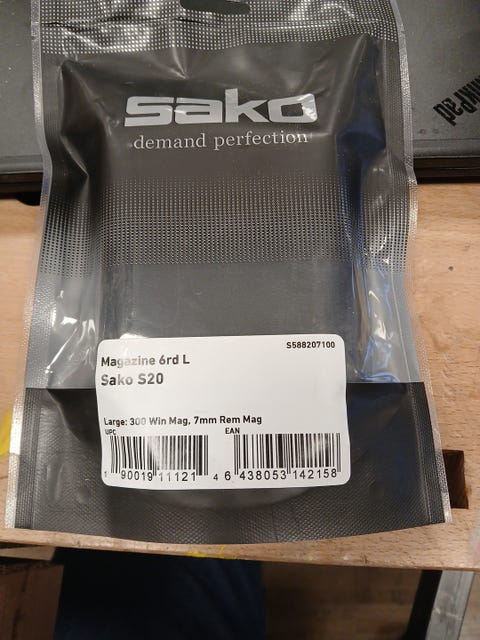 sako
demand perfection
ThinkPad
S588207100
Magazine 6rd L
Sako S20
Large: 300 Win Mag, 7mm Rem Mag
UPC EAN
1 90019 11121 4 6 438053 142158